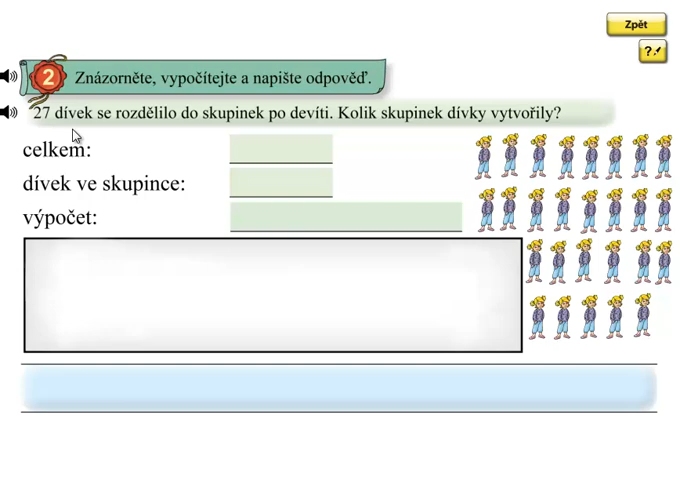 Zpět
?
2 Znázorněte, vypočítejte a napište odpověď.
27 dívek se rozdělilo do skupinek po devíti. Kolik skupinek dívky vytvořily?
celkem:
dívek ve skupince:
výpočet: